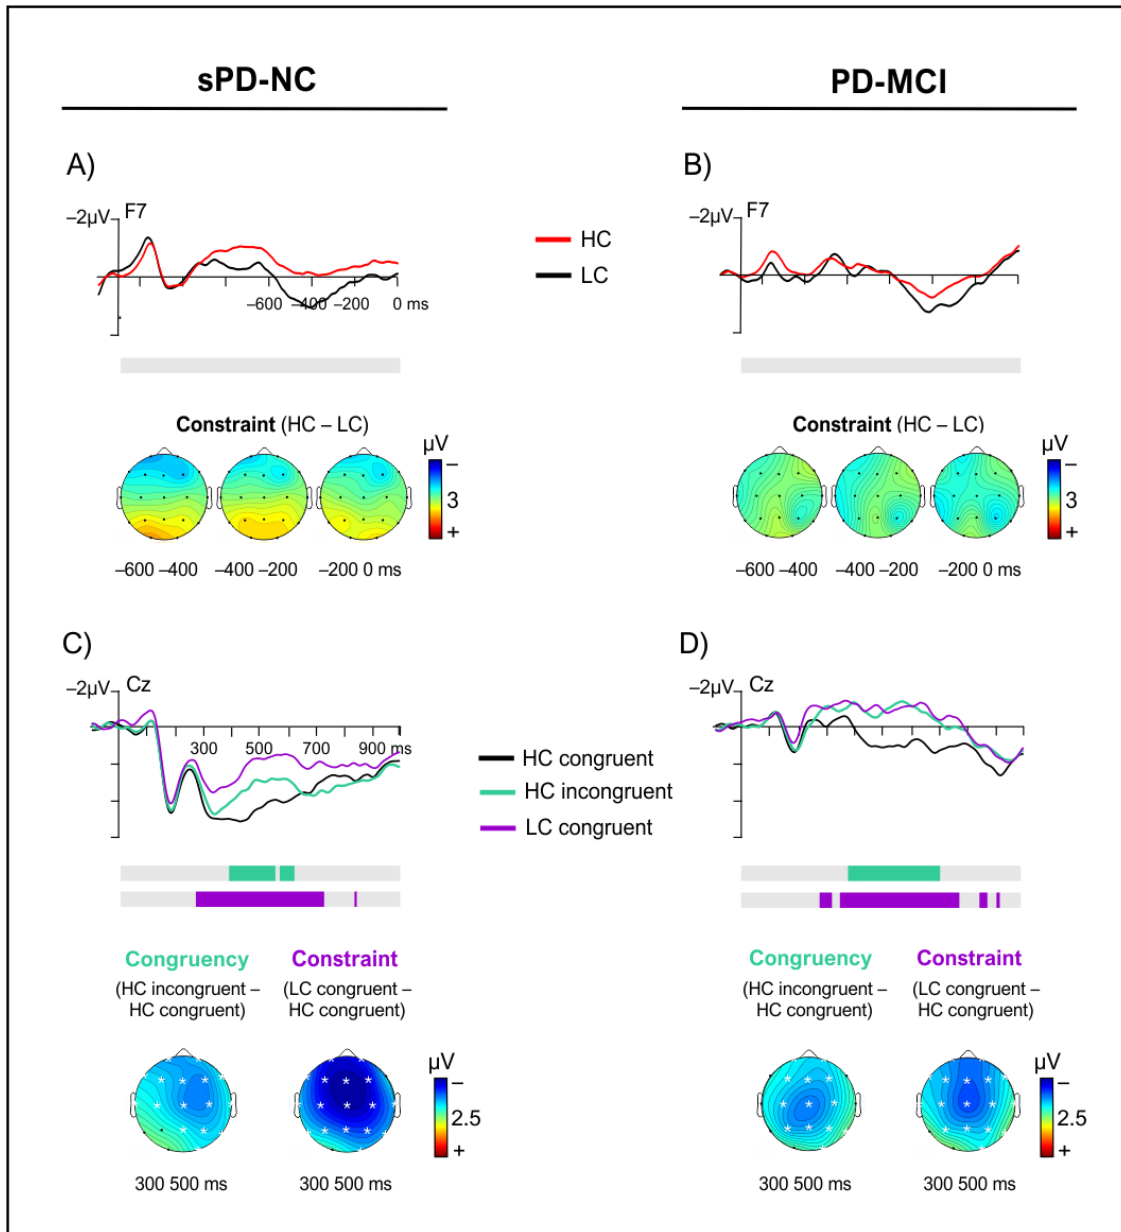 sPD-NC
PD-MCI
A)
B)
–2µV
F7
–600 –400 –200 0 ms
HC
LC
–2µV
F7
Constraint (HC – LC)
µV
–
3
+
–600 –400 –400 –200 –200 0 ms
Constraint (HC – LC)
µV
–
3
+
–600 –400 –400 –200 –200 0 ms
C)
D)
–2µV
Cz
300 500 700 900 ms
HC congruent
HC incongruent
LC congruent
–2µV
Cz
Congruency
(HC incongruent –
HC congruent)
Constraint
(LC congruent –
HC congruent)
µV
–
2.5
+
300 500 ms
300 500 ms
Congruency
(HC incongruent –
HC congruent)
Constraint
(LC congruent –
HC congruent)
µV
–
2.5
+
300 500 ms
300 500 ms